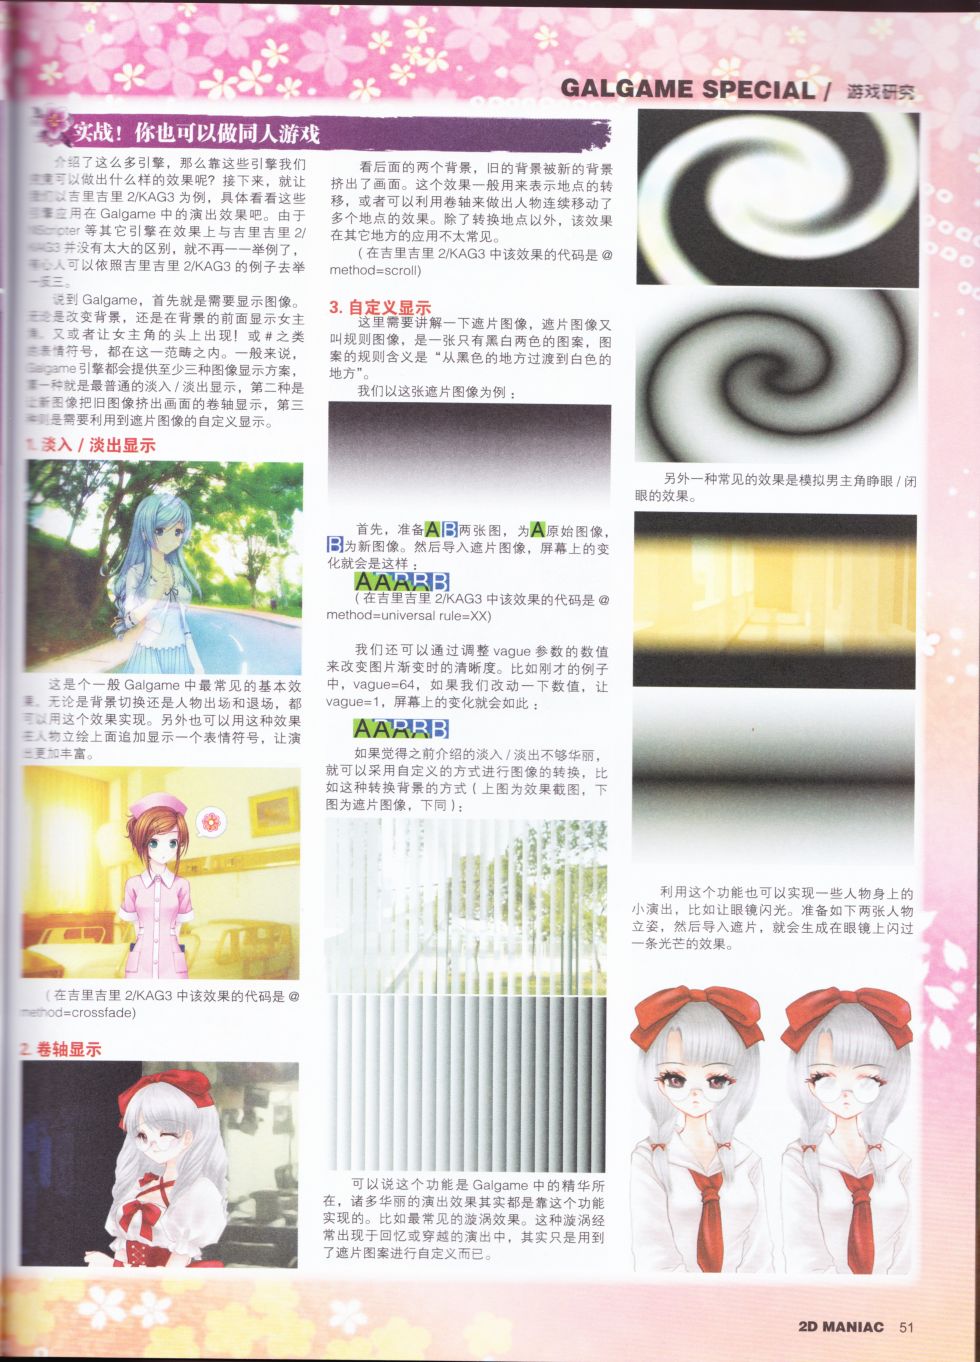 GALGAME SPECIAL / 游戏研究
实战！你也可以做同人游戏
介绍了这么多引擎，那么靠这些引擎我们
可以做出什么样的效果呢？接下来，就让
以吉里吉里 2/KAG3 为例，具体看看这些
应用在 Galgame 中的演出效果吧。由于
NScripter 等其它引擎在效果上与吉里吉里 2/
KAG3 并没有太大的区别，就不再一一举例了，
有心人可以依照吉里吉里 2/KAG3 的例子去举
一反三。
说到 Galgame，首先就是需要显示图像。
无论是改变背景，还是在背景的前面显示女主
角，又或者让女主角的头上出现！或 # 之类
的表情符号，都在这一范畴之内。一般来说，
Galgame 引擎都会提供至少三种图像显示方案，
第一种就是最普通的淡入 / 淡出显示，第二种是
让新图像把旧图像挤出画面的卷轴显示，第三
种则是需要利用到遮片图像的自定义显示。
1. 淡入 / 淡出显示
这是个一般 Galgame 中最常见的基本效
果。无论是背景切换还是人物出场和退场，都
可以用这个效果实现。另外也可以用这种效果
在人物立绘上面追加显示一个表情符号，让演
出更加丰富。
（在吉里吉里 2/KAG3 中该效果的代码是 @
method=crossfade)
2. 卷轴显示
看后面的两个背景，旧的背景被新的背景
挤出了画面。这个效果一般用来表示地点的转
移，或者可以利用卷轴来做出人物连续移动了
多个地点的效果。除了转换地点以外，该效果
在其它地方的应用不太常见。
（在吉里吉里 2/KAG3 中该效果的代码是 @
method=scroll)
3. 自定义显示
这里需要讲解一下遮片图像，遮片图像又
叫规则图像，是一张只有黑白两色的图案，图
案的规则含义是“从黑色的地方过渡到白色的
地方”。
我们以这张遮片图像为例：
首先，准备AB两张图，为A原始图像，
B为新图像。然后导入遮片图像，屏幕上的变
化就会是这样：
（在吉里吉里 2/KAG3 中该效果的代码是 @
method=universal rule=XX)
我们还可以通过调整 vague 参数的数值
来改变图片渐变时的清晰度。比如刚才的例子
中，vague=64，如果我们改动一下数值，让
vague=1，屏幕上的变化就会如此：
如果觉得之前介绍的淡入 / 淡出不够华丽，
就可以采用自定义的方式进行图像的转换，比
如这种转换背景的方式（上图为效果截图，下
图为遮片图像，下同）：
可以说这个功能是 Galgame 中的精华所
在，诸多华丽的演出效果其实都是靠这个功能
实现的。比如最常见的漩涡效果。这种漩涡经
常出现于回忆或穿越的演出中，其实只是用到
了遮片图案进行自定义而已。
另外一种常见的效果是模拟男主角睁眼 / 闭
眼的效果。
利用这个功能也可以实现一些人物身上的
小演出，比如让眼镜闪光。准备如下两张人物
立姿，然后导入遮片，就会生成在眼镜上闪过
一条光芒的效果。
2D MANIAC 51